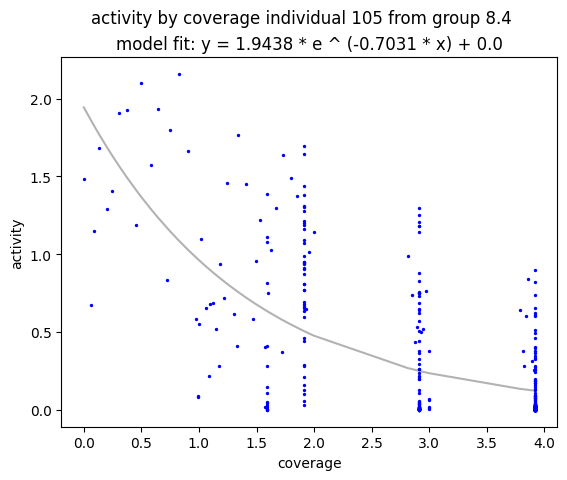 activity by coverage individual 105 from group 8.4
model fit: y = 1.9438 * e ^ (-0.7031 * x) + 0.0
2.0
1.5
1.0
0.5
0.0
activity
0.0 0.5 1.0 1.5 2.0 2.5 3.0 3.5 4.0
coverage